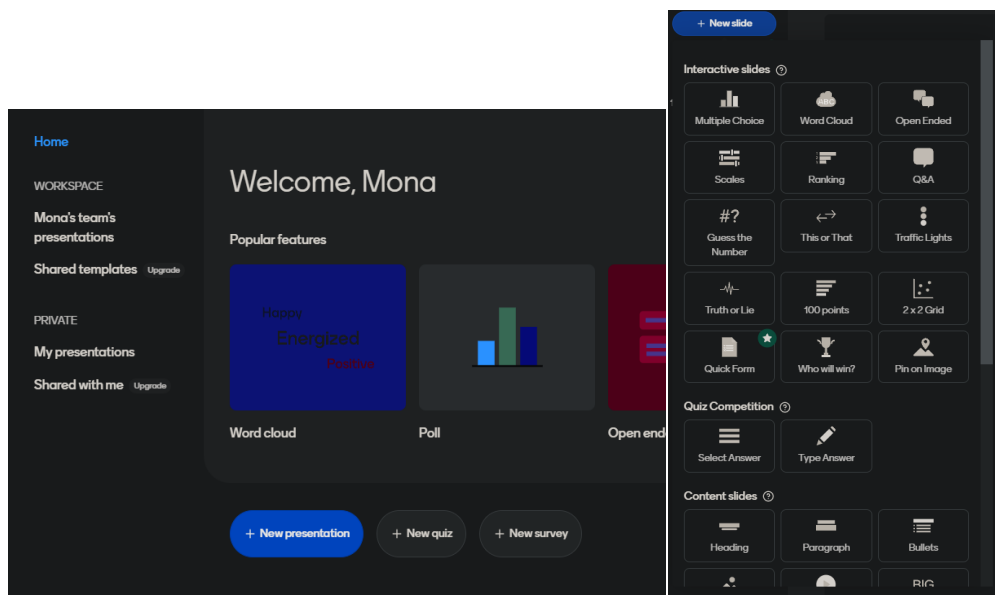 Home
WORKSPACE
Mona's team's
presentations
Shared templates Upgrade
PRIVATE
My presentations
Shared with me Upgrade
Welcome, Mona
Popular features
Happy
Energized
Positive
Word cloud
Poll
Open end
+ New presentation
+ New quiz
+ New survey
+ New slide
Interactive slides
Multiple Choice
Word Cloud
Open Ended
Scales
Ranking
Q&A
#?
Guess the
Number
This or That
Traffic Lights
Truth or Lie
100 points
2 x 2 Grid
Quick Form
Who will win?
Pin on Image
Quiz Competition
Select Answer
Type Answer
Content slides
Heading
Paragraph
Bullets
BIG